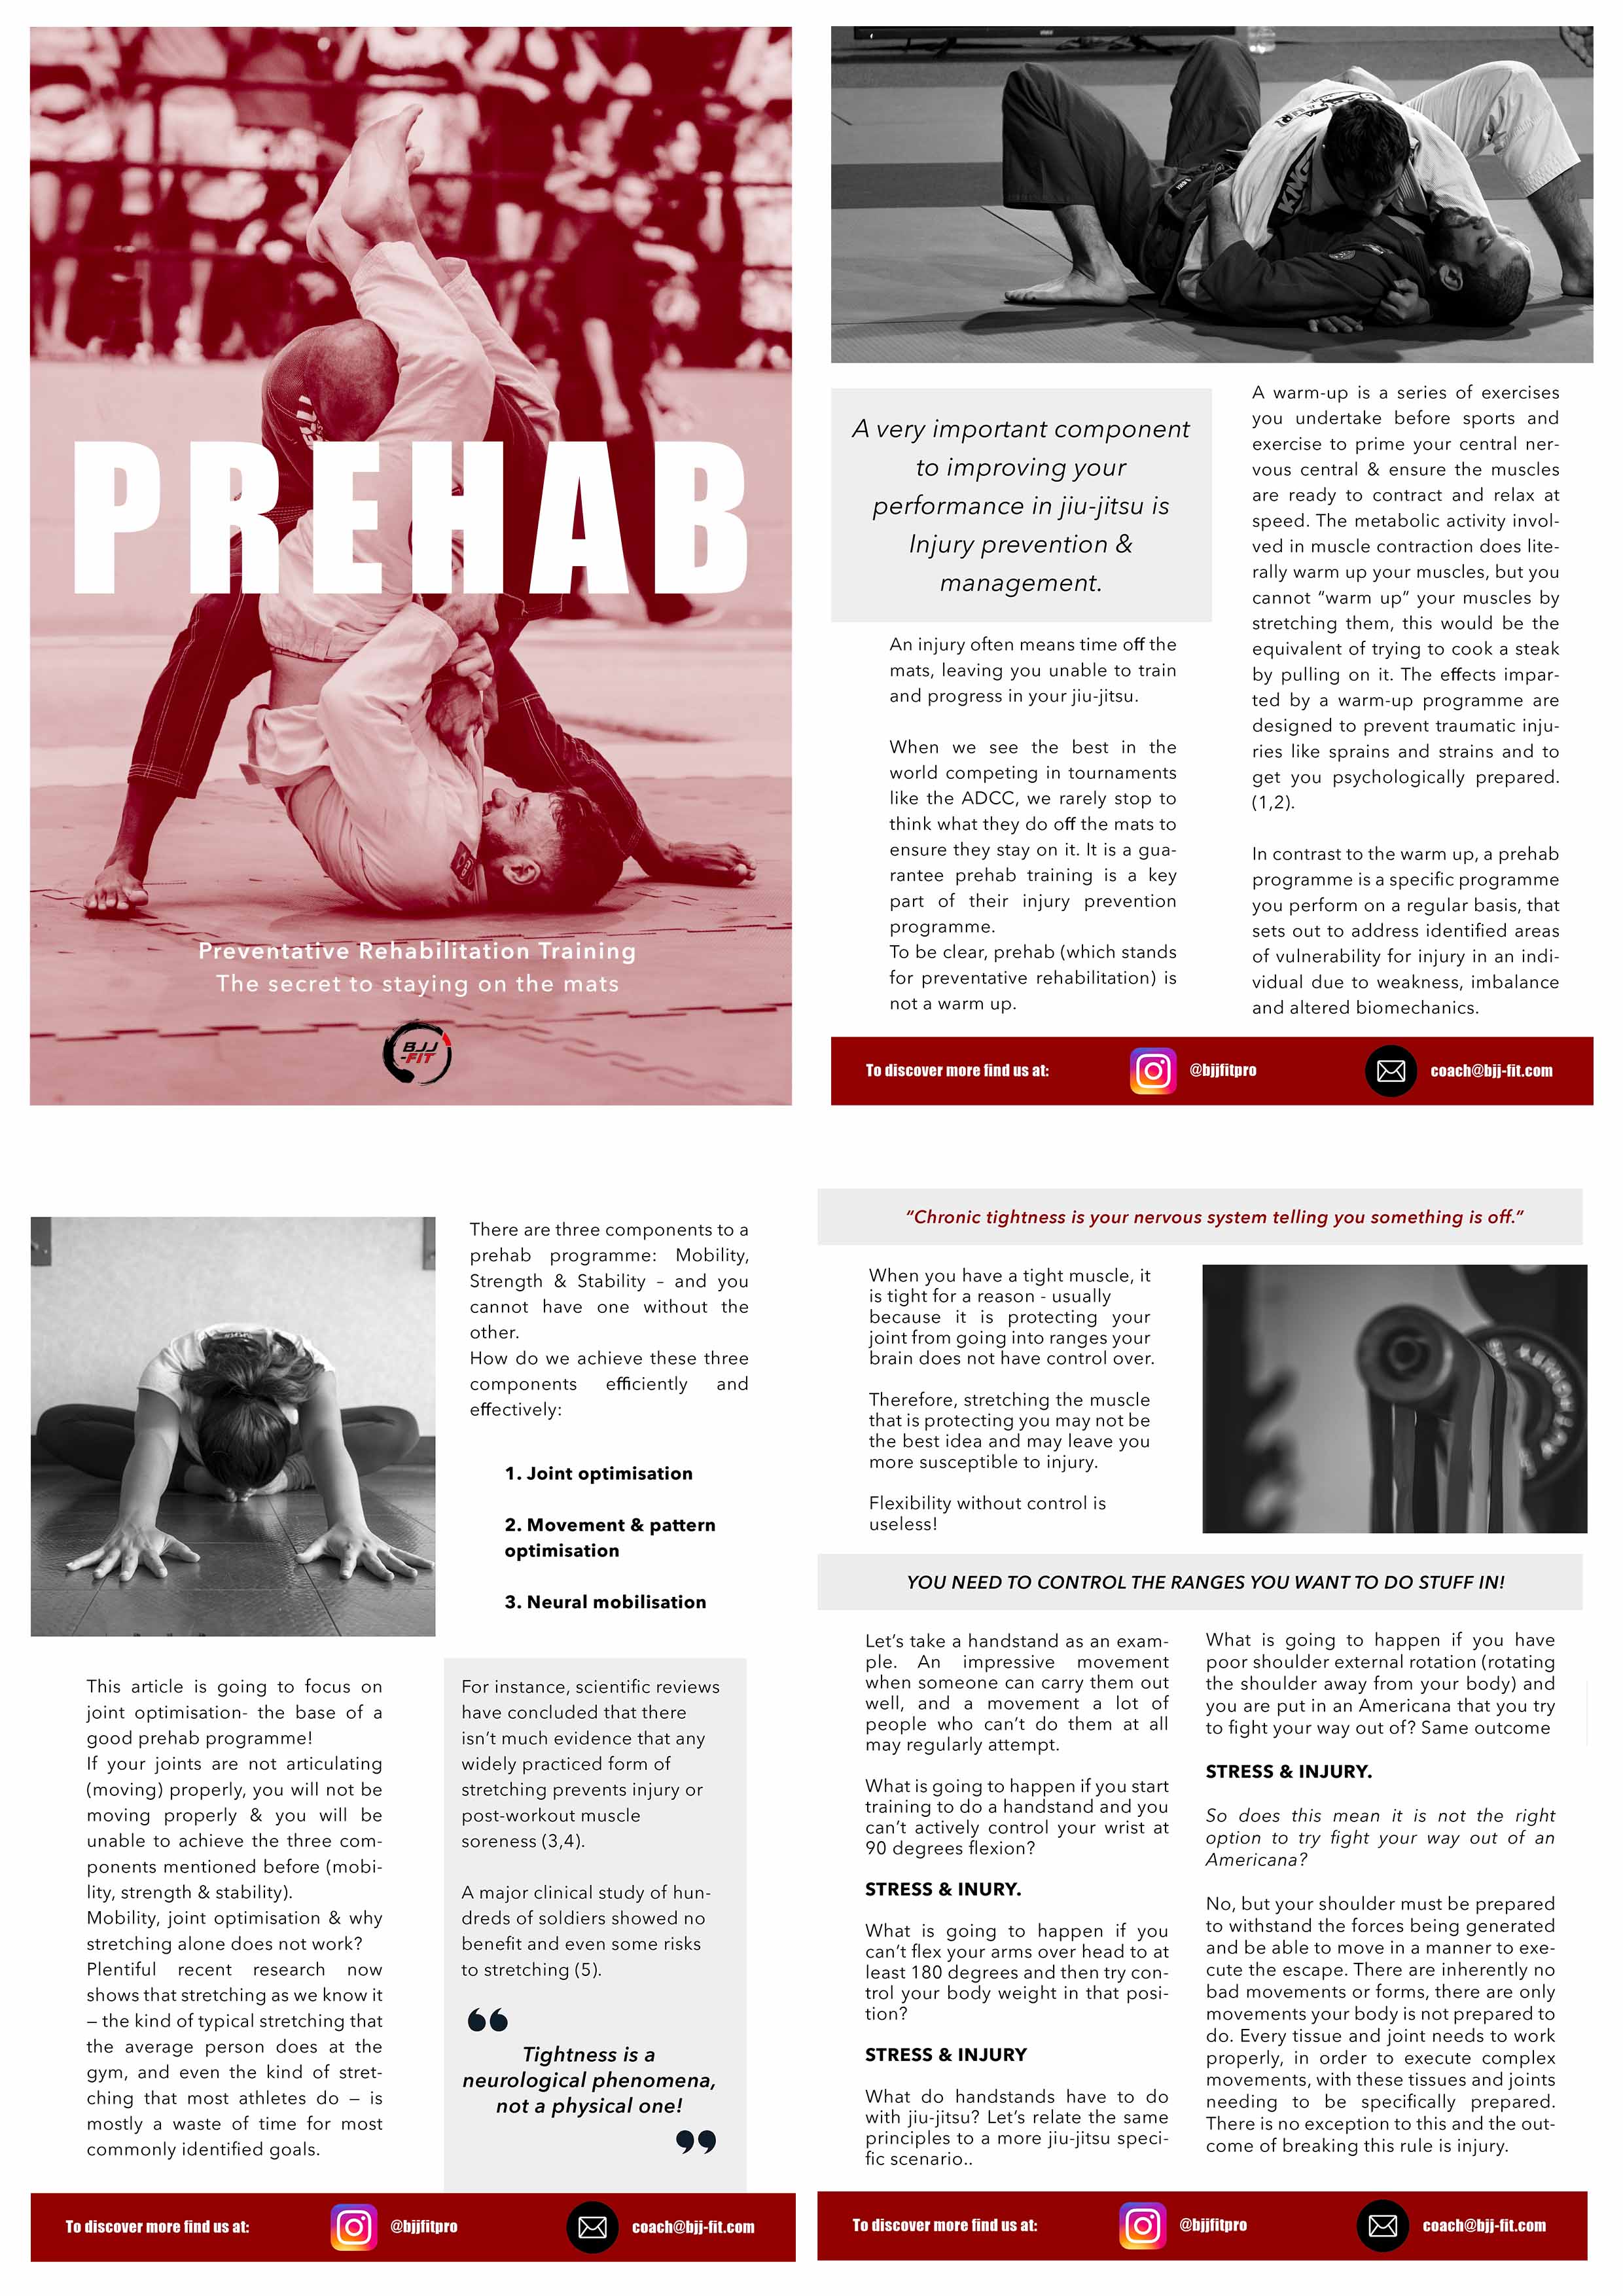 PREHAB
Preventative Rehabilitation Training
The secret to staying on the mats
BJJ
-FIT
A very important component
to improving your
performance in jiu-jitsu is
Injury prevention &
management.
An injury often means time off the
mats, leaving you unable to train
and progress in your jiu-jitsu.
When we see the best in the
world competing in tournaments
like the ADCC, we rarely stop to
think what they do off the mats to
ensure they stay on it. It is a gua-
rantee prehab training is a key
part of their injury prevention
programme.
To be clear, prehab (which stands
for preventative rehabilitation) is
not a warm up.
A warm-up is a series of exercises
you undertake before sports and
exercise to prime your central ner-
vous central & ensure the muscles
are ready to contract and relax at
speed. The metabolic activity invol-
ved in muscle contraction does lite-
rally warm up your muscles, but you
cannot “warm up” your muscles by
stretching them, this would be the
equivalent of trying to cook a steak
by pulling on it. The effects impar-
ted by a warm-up programme are
designed to prevent traumatic inju-
ries like sprains and strains and to
get you psychologically prepared.
(1,2).
In contrast to the warm up, a prehab
programme is a specific programme
you perform on a regular basis, that
sets out to address identified areas
of vulnerability for injury in an indi-
vidual due to weakness, imbalance
and altered biomechanics.
To discover more find us at:
@bjjfitpro
coach@bjj-fit.com
There are three components to a
prehab programme: Mobility,
Strength & Stability – and you
cannot have one without the
other.
How do we achieve these three
components efficiently and
effectively:
1. Joint optimisation
2. Movement & pattern
optimisation
3. Neural mobilisation
This article is going to focus on
joint optimisation- the base of a
good prehab programme!
If your joints are not articulating
(moving) properly, you will not be
moving properly & you will be
unable to achieve the three com-
ponents mentioned before (mobi-
lity, strength & stability).
Mobility, joint optimisation & why
stretching alone does not work?
Plentiful recent research now
shows that stretching as we know it
– the kind of typical stretching that
the average person does at the
gym, and even the kind of stret-
ching that most athletes do – is
mostly a waste of time for most
commonly identified goals.
For instance, scientific reviews
have concluded that there
isn’t much evidence that any
widely practiced form of
stretching prevents injury or
post-workout muscle
soreness (3,4).
A major clinical study of hun-
dreds of soldiers showed no
benefit and even some risks
to stretching (5).
“
Tightness is a
neurological phenomena,
not a physical one!
”
To discover more find us at:
@bjjfitpro
coach@bjj-fit.com
“Chronic tightness is your nervous system telling you something is off.”
When you have a tight muscle, it
is tight for a reason - usually
because it is protecting your
joint from going into ranges your
brain does not have control over.
Therefore, stretching the muscle
that is protecting you may not be
the best idea and may leave you
more susceptible to injury.
Flexibility without control is
useless!
YOU NEED TO CONTROL THE RANGES YOU WANT TO DO STUFF IN!
Let’s take a handstand as an exam-
ple. An impressive movement
when someone can carry them out
well, and a movement a lot of
people who can’t do them at all
may regularly attempt.
What is going to happen if you start
training to do a handstand and you
can’t actively control your wrist at
90 degrees flexion?
STRESS & INURY.
What is going to happen if you
can’t flex your arms over head to at
least 180 degrees and then try con-
trol your body weight in that posi-
tion?
STRESS & INJURY
What do handstands have to do
with jiu-jitsu? Let’s relate the same
principles to a more jiu-jitsu speci-
fic scenario..
What is going to happen if you have
poor shoulder external rotation (rotating
the shoulder away from your body) and
you are put in an Americana that you try
to fight your way out of? Same outcome
STRESS & INJURY.
So does this mean it is not the right
option to try fight your way out of an
Americana?
No, but your shoulder must be prepared
to withstand the forces being generated
and be able to move in a manner to exe-
cute the escape. There are inherently no
bad movements or forms, there are only
movements your body is not prepared to
do. Every tissue and joint needs to work
properly, in order to execute complex
movements, with these tissues and joints
needing to be specifically prepared.
There is no exception to this and the out-
come of breaking this rule is injury.
To discover more find us at:
@bjjfitpro
coach@bjj-fit.com